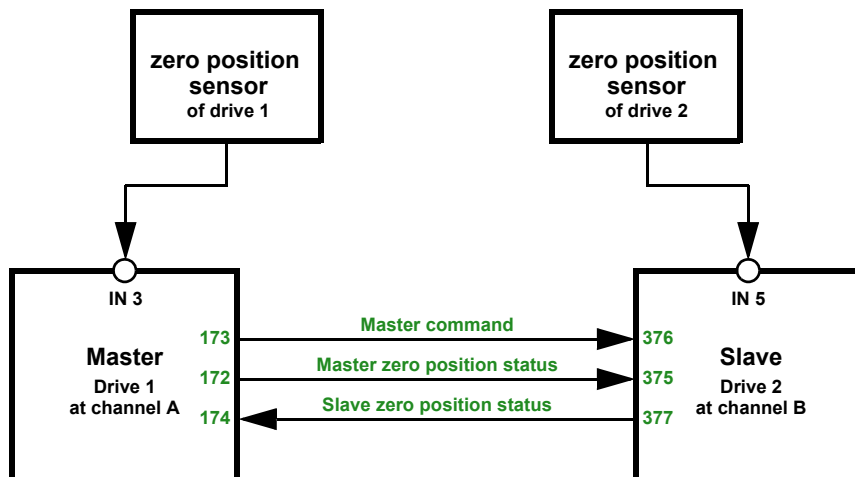 zero position
sensor
of drive 1
zero position
sensor
of drive 2
IN 3
IN 5
Master
Drive 1
at channel A
173
172
174
Master command
Master zero position status
Slave zero position status
376
375
377
Slave
Drive 2
at channel B